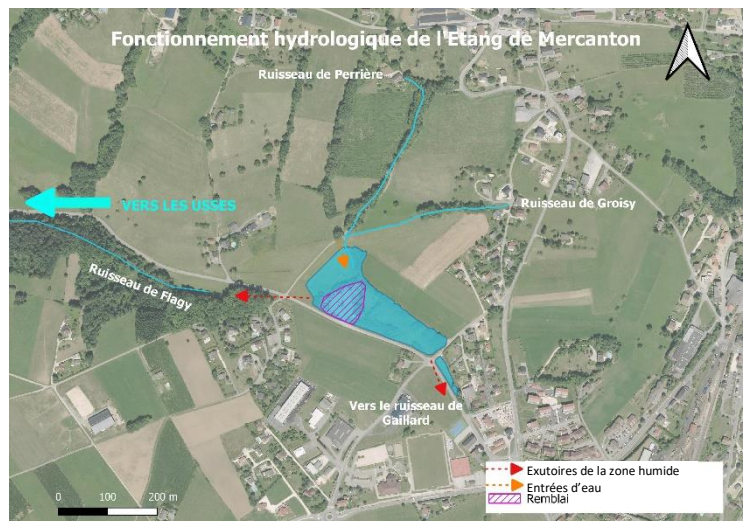 Fonctionnement hydrologique de l'Etang de Mercanton
Ruisseau de Perrière
Ruisseau de Groisy
VERS LES USSES
Ruisseau de Flagy
Vers le ruisseau de
Gaillard
Exutoires de la zone humide
Entrées d'eau
Remblai
0 100 200 m